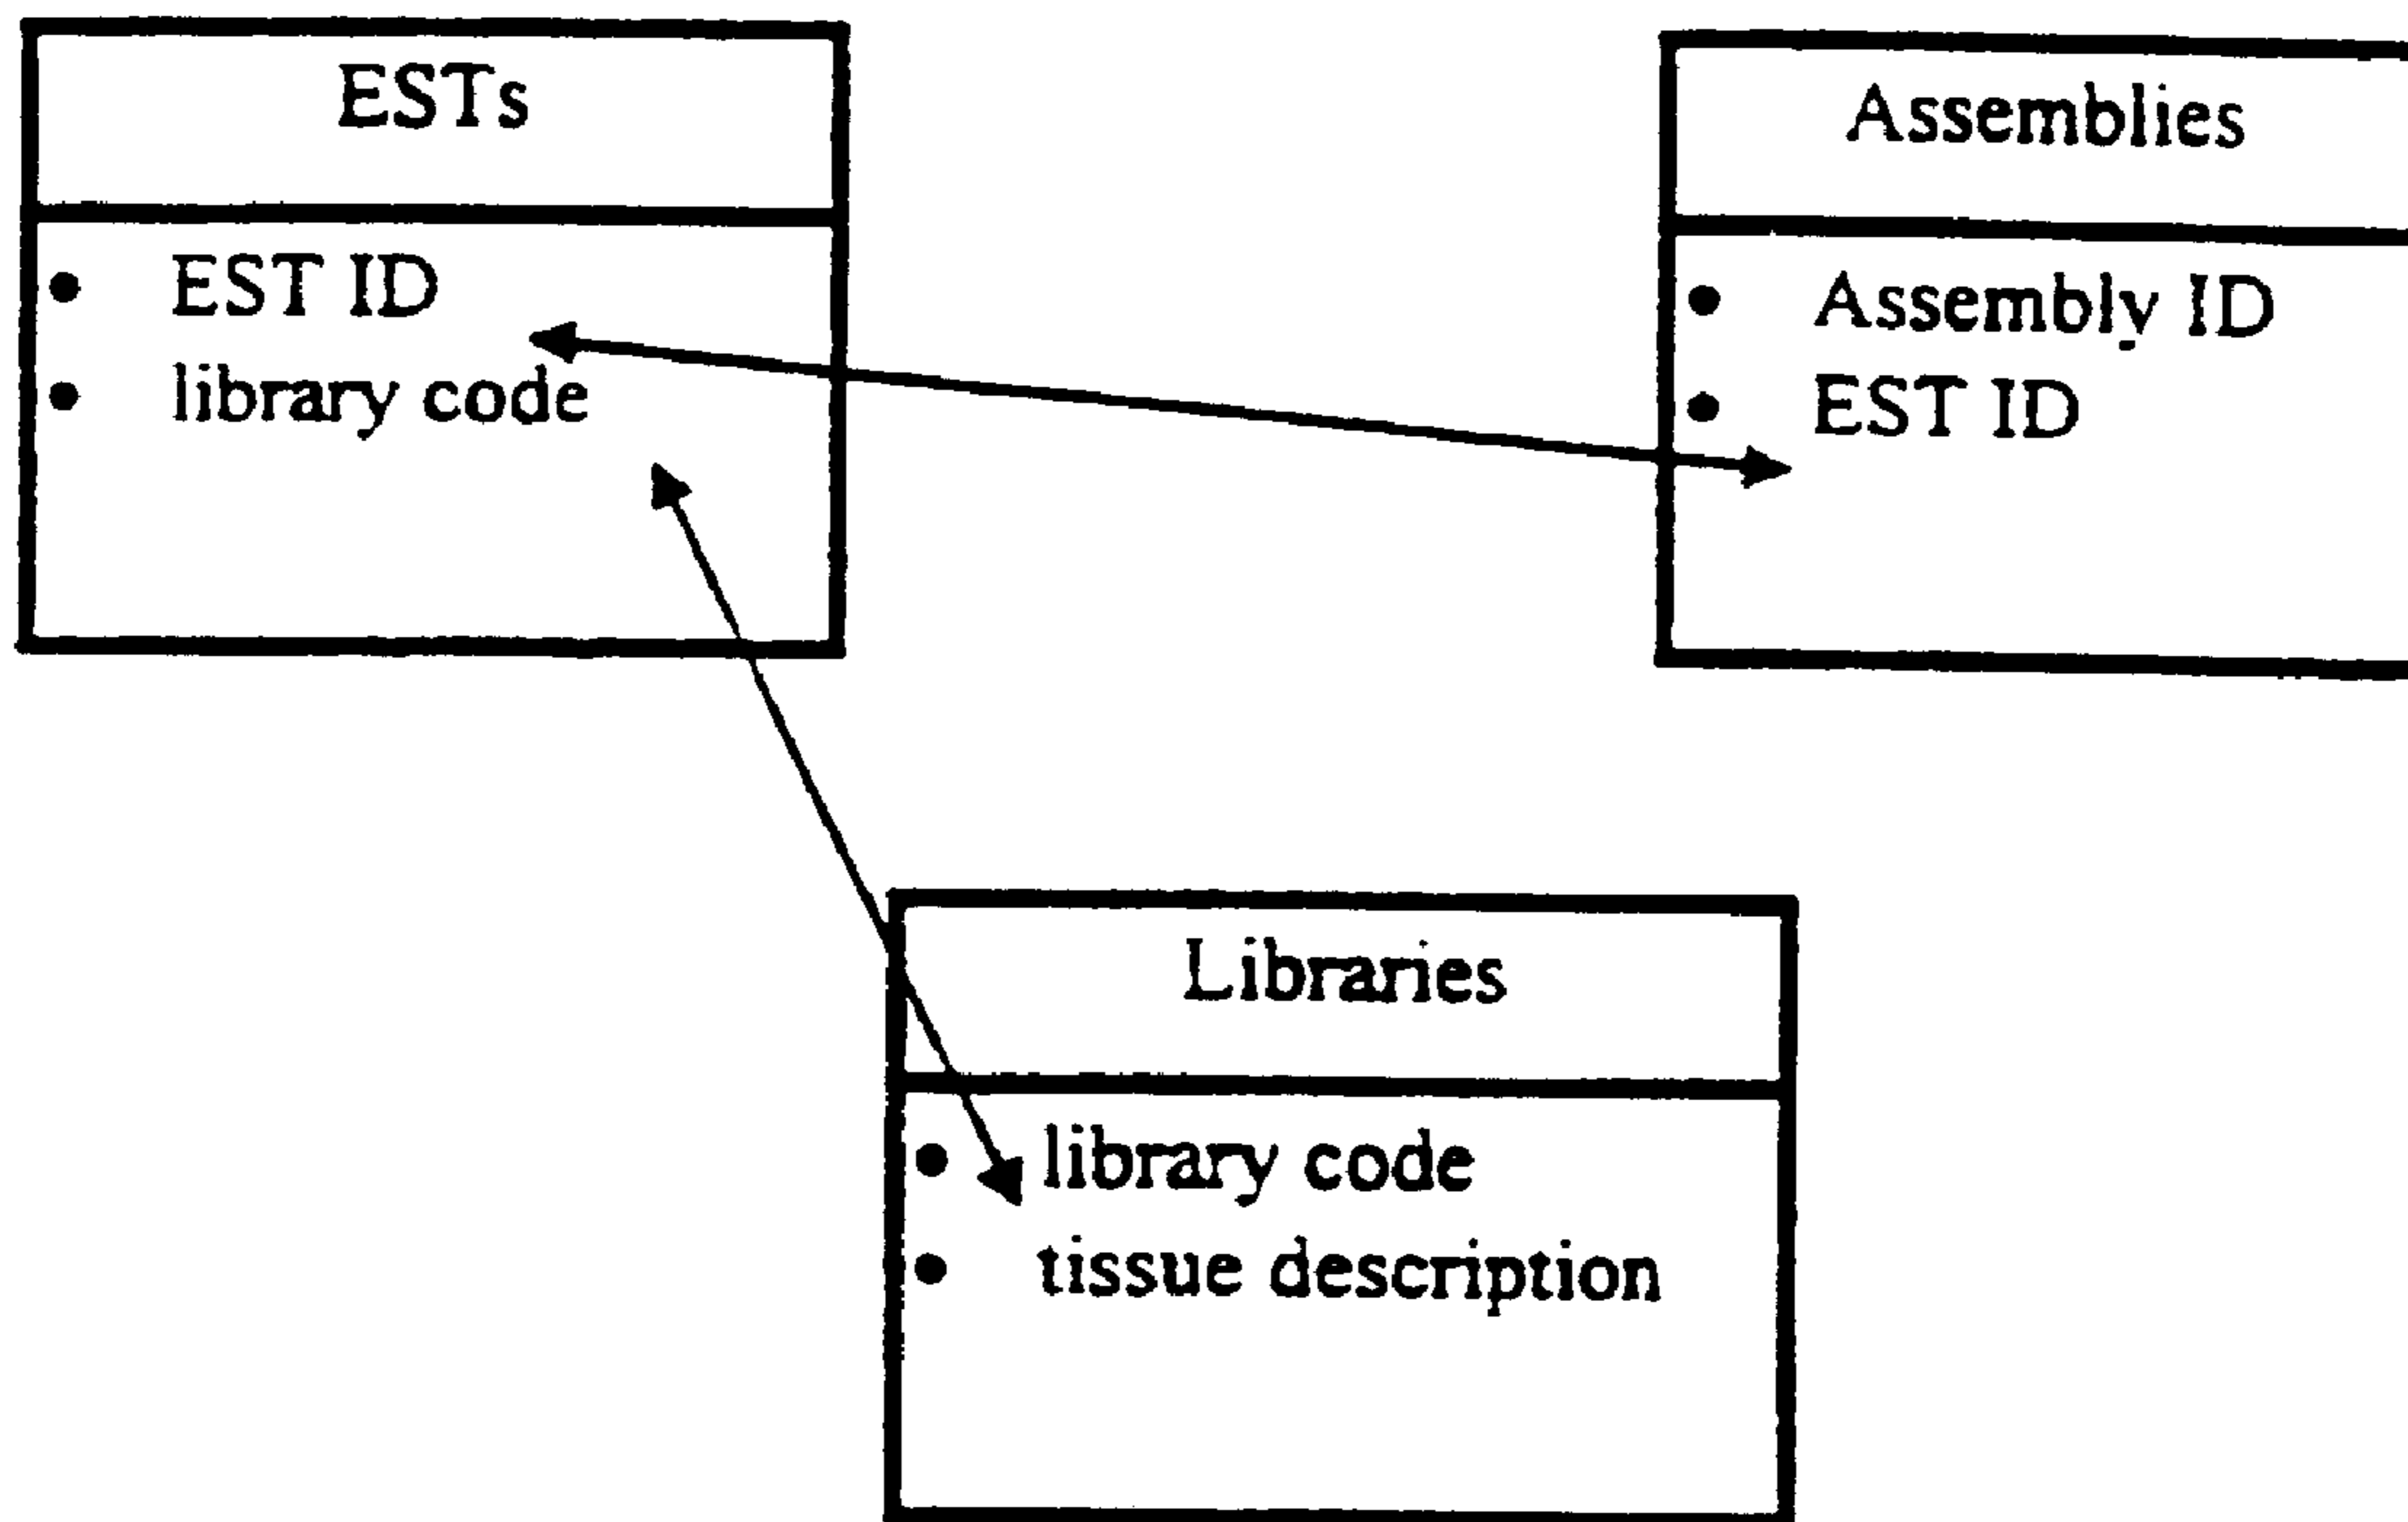 ESTs
• EST ID
• library code
Assemblies
• Assembly ID
• EST ID
Libraries
• library code
• tissue description